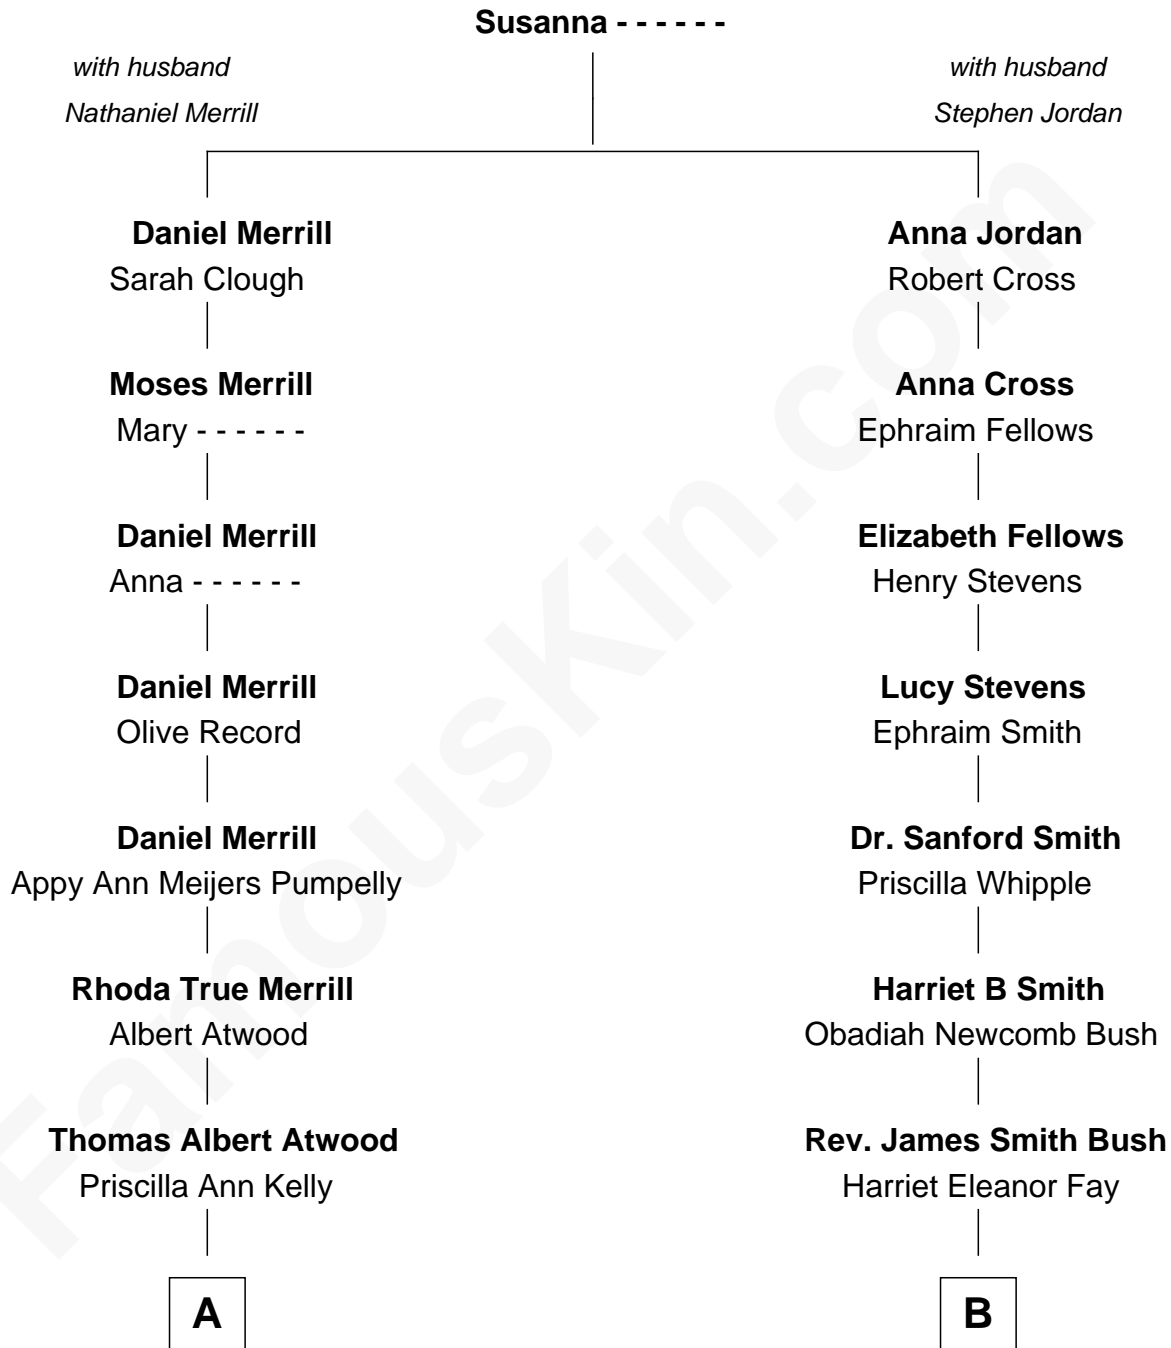 Susanna - - - - - -
with husband
Nathaniel Merrill
with husband
Stephen Jordan
Daniel Merrill
Sarah Clough
Anna Jordan
Robert Cross
Moses Merrill
Mary - - - - - -
Anna Cross
Ephraim Fellows
Daniel Merrill
Anna - - - - - -
Elizabeth Fellows
Henry Stevens
Daniel Merrill
Olive Record
Lucy Stevens
Ephraim Smith
Daniel Merrill
Appy Ann Meijers Pumpelly
Dr. Sanford Smith
Priscilla Whipple
Rhoda True Merrill
Albert Atwood
Harriet B Smith
Obadiah Newcomb Bush
Thomas Albert Atwood
Priscilla Ann Kelly
Rev. James Smith Bush
Harriet Eleanor Fay
A
B
FamousKin.com